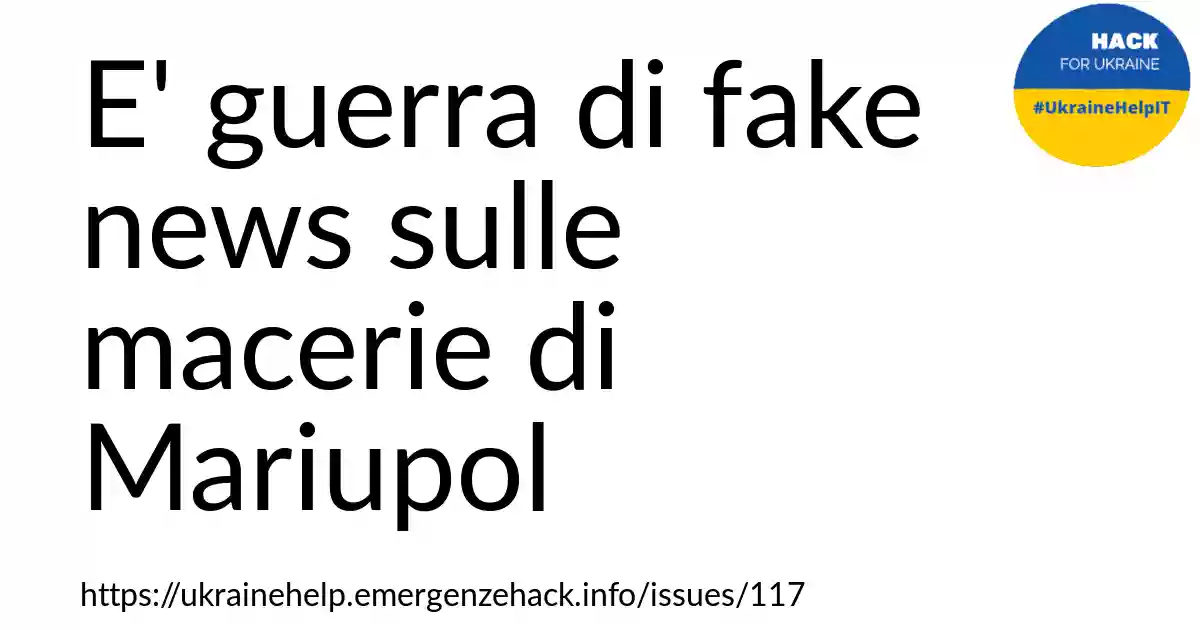 E' guerra di fake
news sulle
macerie di
Mariupol
HACK
FOR UKRAINE
#UkraineHelpIT
https://ukrainehelp.emergenzehack.info/issues/117